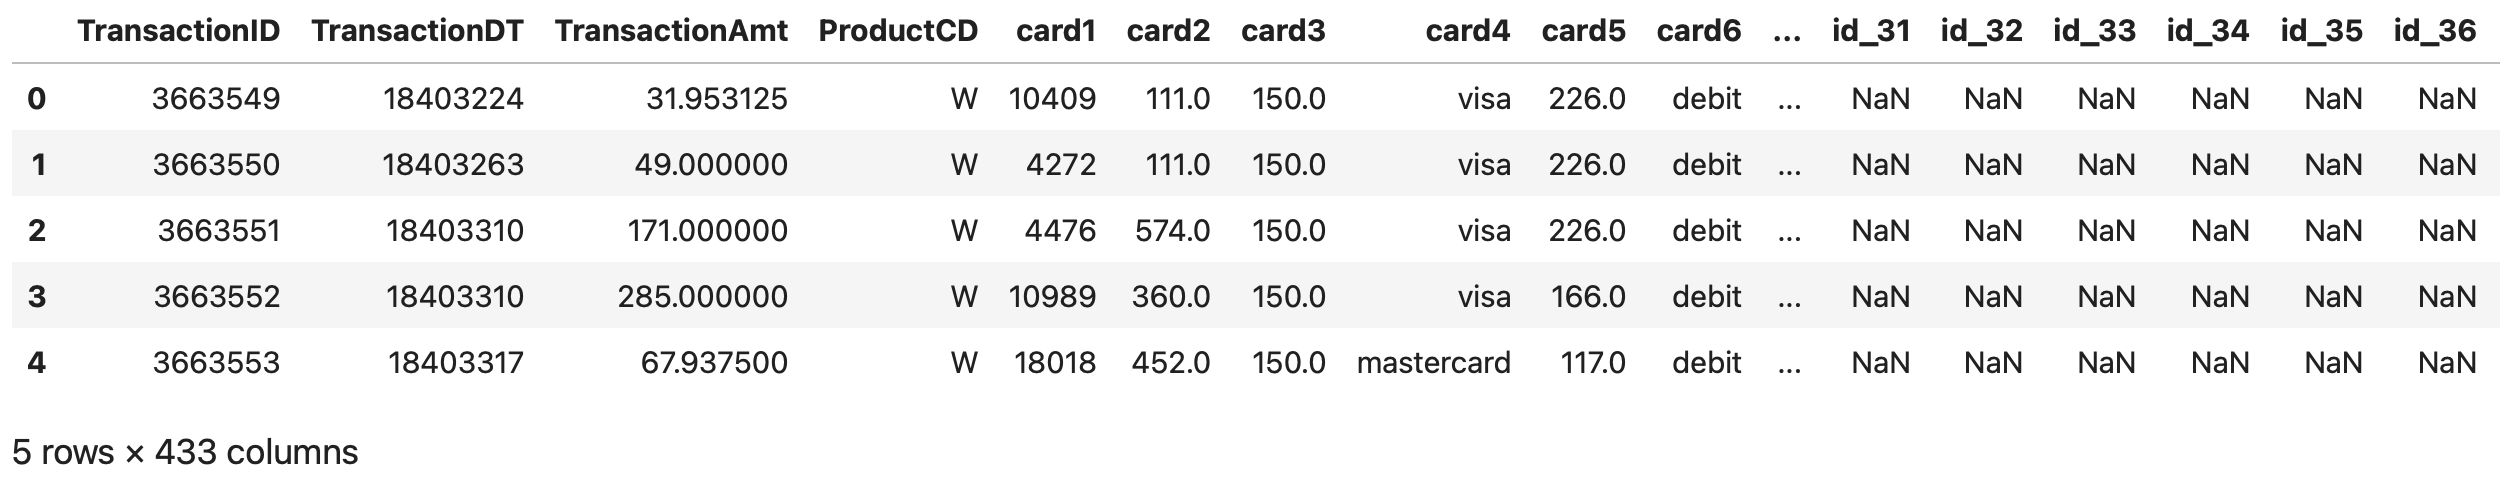 TransactionID TransactionDT TransactionAmt ProductCD card1 card2 card3 card4 card5 card6 ... id_31 id_32 id_33 id_34 id_35 id_36
0 3663549 18403224 31.953125 W 10409 111.0 150.0 visa 226.0 debit ... NaN NaN NaN NaN NaN NaN
1 3663550 18403263 49.000000 W 4272 111.0 150.0 visa 226.0 debit ... NaN NaN NaN NaN NaN NaN
2 3663551 18403310 171.000000 W 4476 574.0 150.0 visa 226.0 debit ... NaN NaN NaN NaN NaN NaN
3 3663552 18403310 285.000000 W 10989 360.0 150.0 visa 166.0 debit ... NaN NaN NaN NaN NaN NaN
4 3663553 18403317 67.937500 W 18018 452.0 150.0 mastercard 117.0 debit ... NaN NaN NaN NaN NaN NaN
5 rows × 433 columns